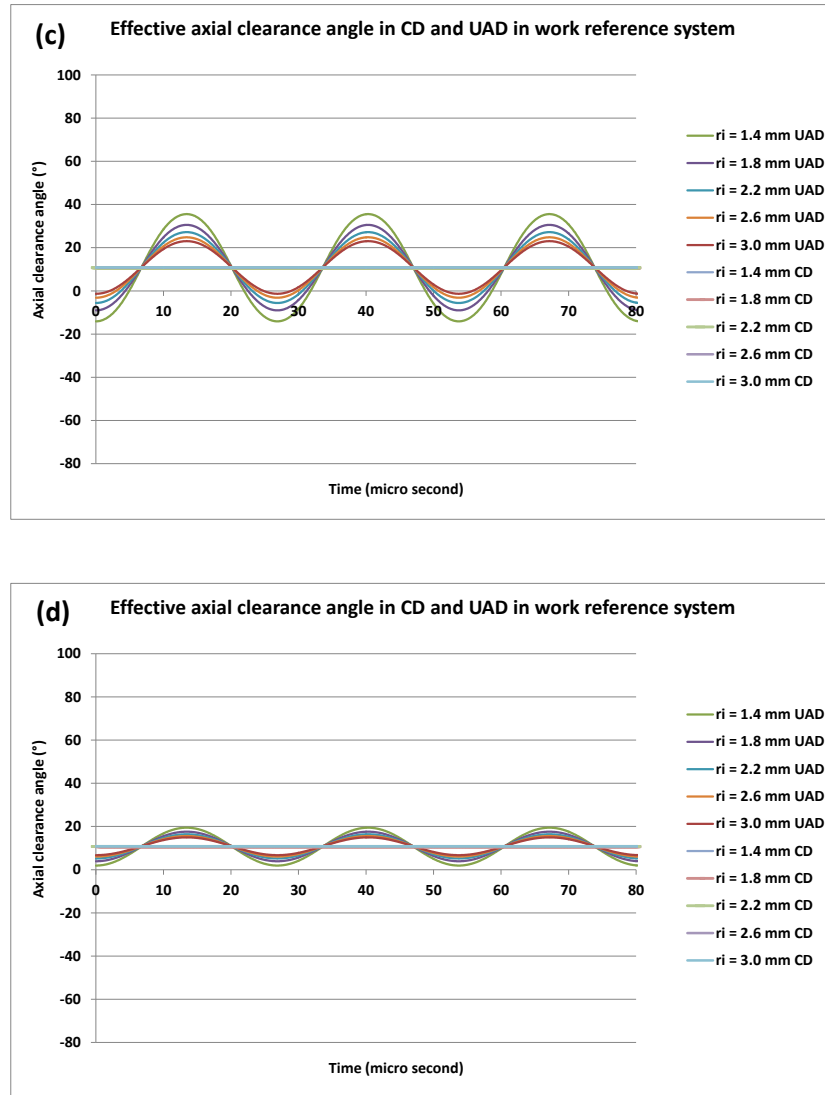 (c) Effective axial clearance angle in CD and UAD in work reference system
100
80
60
40
20
0
-20
-40
-60
-80
Axial clearance angle (°)
0 10 20 30 40 50 60 70 80
Time (micro second)
ri = 1.4 mm UAD
ri = 1.8 mm UAD
ri = 2.2 mm UAD
ri = 2.6 mm UAD
ri = 3.0 mm UAD
ri = 1.4 mm CD
ri = 1.8 mm CD
ri = 2.2 mm CD
ri = 2.6 mm CD
ri = 3.0 mm CD
(d) Effective axial clearance angle in CD and UAD in work reference system
100
80
60
40
20
0
-20
-40
-60
-80
Axial clearance angle (°)
0 10 20 30 40 50 60 70 80
Time (micro second)
ri = 1.4 mm UAD
ri = 1.8 mm UAD
ri = 2.2 mm UAD
ri = 2.6 mm UAD
ri = 3.0 mm UAD
ri = 1.4 mm CD
ri = 1.8 mm CD
ri = 2.2 mm CD
ri = 2.6 mm CD
ri = 3.0 mm CD